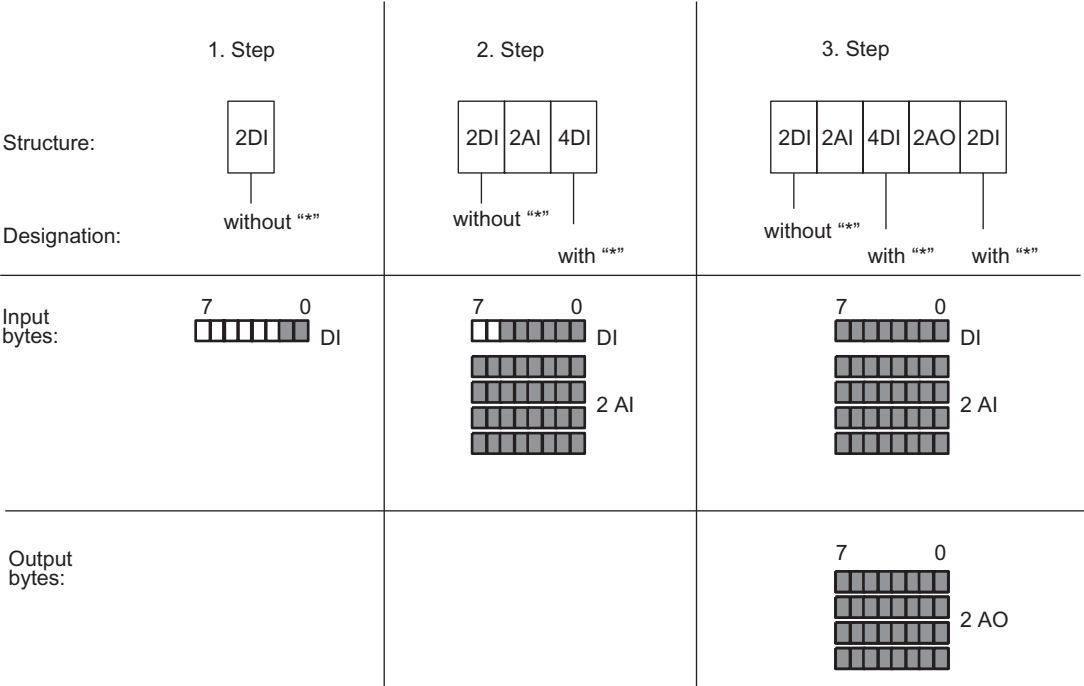 1. Step 2. Step 3. Step
Structure: 2DI 2DI 2AI 4DI 2DI 2AI 4DI 2AO 2DI
Designation: without “*” without “*” without “*”
with “*” with “*” with “*”
Input
bytes:
7 0 7 0 7 0
DI DI DI
2 AI 2 AI
Output
bytes:
7 0
2 AO